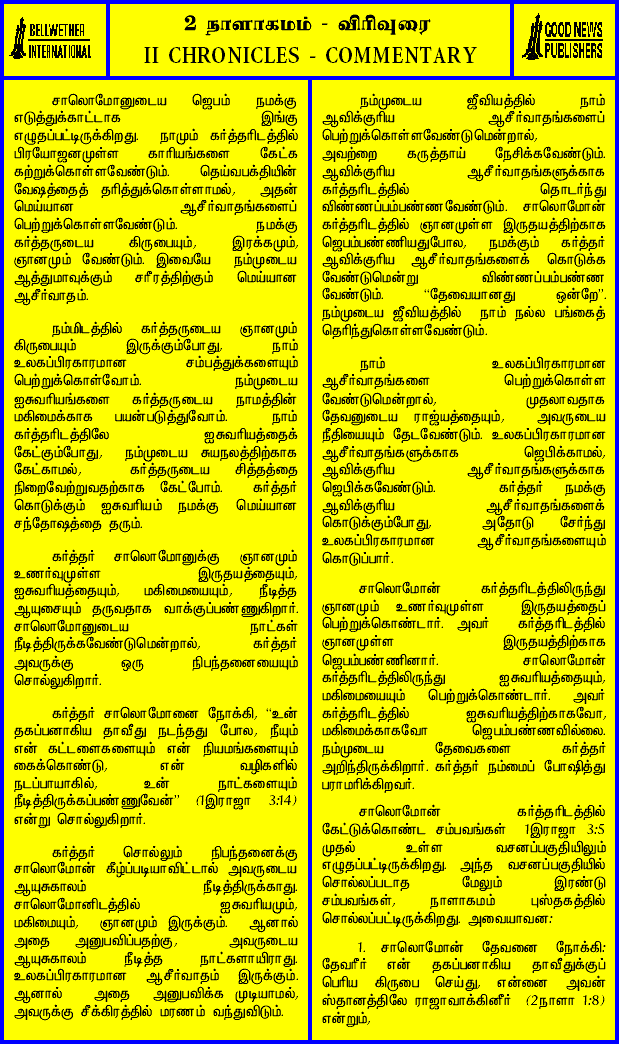 BELLWETHER
INTERNATIONAL
2 நாளாகமம் - விரிவுரை
II CHRONICLES - COMMENTARY
GOOD NEWS
PUBLISHERS
சாலொமோனுடைய ஜெபம் நமக்கு
எடுத்துக்காட்டாக இங்கு
எழுதப்பட்டிருக்கிறது. நாமும் கர்த்தரிடத்தில்
பிரயோஜனமுள்ள காரியங்களை கேட்க
கற்றுக்கொள்ளவேண்டும். தெய்வபக்தியின்
வேஷத்தைத் தரித்துக்கொள்ளாமல், அதன்
மெய்யான ஆசீர்வாதங்களைப்
பெற்றுக்கொள்ளவேண்டும். நமக்கு
கர்த்தருடைய கிருபையும், இரக்கமும்,
ஞானமும் வேண்டும். இவையே நம்முடைய
ஆத்துமாவுக்கும் சரீரத்திற்கும் மெய்யான
ஆசீர்வாதம்.
நம்மிடத்தில் கர்த்தருடைய ஞானமும்
கிருபையும் இருக்கும்போது, நாம்
உலகப்பிரகாரமான சம்பத்துக்களையும்
பெற்றுக்கொள்வோம். நம்முடைய
ஐசுவரியங்களை கர்த்தருடைய நாமத்தின்
மகிமைக்காக பயன்படுத்துவோம். நாம்
கர்த்தரிடத்திலே ஐசுவரியத்தைக்
கேட்கும்போது, நம்முடைய சுயநலத்திற்காக
கேட்காமல், கர்த்தருடைய சித்தத்தை
நிறைவேற்றுவதற்காக கேட்போம். கர்த்தர்
கொடுக்கும் ஐசுவரியம் நமக்கு மெய்யான
சந்தோஷத்தை தரும்.
கர்த்தர் சாலொமோனுக்கு ஞானமும்
உணர்வுமுள்ள இருதயத்தையும்,
ஐசுவரியத்தையும், மகிமையையும், நீடித்த
ஆயுசையும் தருவதாக வாக்குப்பண்ணுகிறார்.
சாலொமோனுடைய நாட்கள்
நீடித்திருக்கவேண்டுமென்றால், கர்த்தர்
அவருக்கு ஒரு நிபந்தனையையும்
சொல்லுகிறார்.
கர்த்தர் சாலொமோனை நோக்கி, “உன்
தகப்பனாகிய தாவீது நடந்தது போல, நீயும்
என் கட்டளைகளையும் என் நியமங்களையும்
கைக்கொண்டு, என் வழிகளில்
நடப்பாயாகில், உன் நாட்களையும்
நீடித்திருக்கப்பண்ணுவேன்” (1இராஜா 3:14)
என்று சொல்லுகிறார்.
கர்த்தர் சொல்லும் நிபந்தனைக்கு
சாலொமோன் கீழ்ப்படியாவிட்டால் அவருடைய
ஆயுசுகாலம் நீடித்திருக்காது.
சாலொமோனிடத்தில் ஐசுவரியமும்,
மகிமையும், ஞானமும் இருக்கும். ஆனால்
அதை அனுபவிப்பதற்கு, அவருடைய
ஆயுசுகாலம் நீடித்த நாட்களாயிராது.
உலகப்பிரகாரமான ஆசீர்வாதம் இருக்கும்.
ஆனால் அதை அனுபவிக்க முடியாமல்,
அவருக்கு சீக்கிரத்தில் மரணம் வந்துவிடும்.
நம்முடைய ஜீவியத்தில் நாம்
ஆவிக்குரிய ஆசீர்வாதங்களைப்
பெற்றுக்கொள்ளவேண்டுமென்றால்,
அவற்றை கருத்தாய் நேசிக்கவேண்டும்.
ஆவிக்குரிய ஆசீர்வாதங்களுக்காக
கர்த்தரிடத்தில் தொடர்ந்து
விண்ணப்பம்பண்ணவேண்டும். சாலொமோன்
கர்த்தரிடத்தில் ஞானமுள்ள இருதயத்திற்காக
ஜெபம்பண்ணியதுபோல, நமக்கும் கர்த்தர்
ஆவிக்குரிய ஆசீர்வாதங்களைக் கொடுக்க
வேண்டுமென்று விண்ணப்பம்பண்ண
வேண்டும். “தேவையானது ஒன்றே”.
நம்முடைய ஜீவியத்தில் நாம் நல்ல பங்கைத்
தெரிந்துகொள்ளவேண்டும்.
நாம் உலகப்பிரகாரமான
ஆசீர்வாதங்களை பெற்றுக்கொள்ள
வேண்டுமென்றால், முதலாவதாக
தேவனுடைய ராஜ்யத்தையும், அவருடைய
நீதியையும் தேடவேண்டும். உலகப்பிரகாரமான
ஆசீர்வாதங்களுக்காக ஜெபிக்காமல்,
ஆவிக்குரிய ஆசீர்வாதங்களுக்காக
ஜெபிக்கவேண்டும். கர்த்தர் நமக்கு
ஆவிக்குரிய ஆசீர்வாதங்களைக்
கொடுக்கும்போது, அதோடு சேர்ந்து
உலகப்பிரகாரமான ஆசீர்வாதங்களையும்
கொடுப்பார்.
சாலொமோன் கர்த்தரிடத்திலிருந்து
ஞானமும் உணர்வுமுள்ள இருதயத்தைப்
பெற்றுக்கொண்டார். அவர் கர்த்தரிடத்தில்
ஞானமுள்ள இருதயத்திற்காக
ஜெபம்பண்ணினார். சாலொமோன்
கர்த்தரிடத்திலிருந்து ஐசுவரியத்தையும்,
மகிமையையும் பெற்றுக்கொண்டார். அவர்
கர்த்தரிடத்தில் ஐசுவரியத்திற்காகவோ,
மகிமைக்காகவோ ஜெபம்பண்ணவில்லை.
நம்முடைய தேவைகளை கர்த்தர்
அறிந்திருக்கிறார். கர்த்தர் நம்மைப் போஷித்து
பராமரிக்கிறவர்.
சாலொமோன் கர்த்தரிடத்தில்
கேட்டுக்கொண்ட சம்பவங்கள் 1இராஜா 3:5
முதல் உள்ள வசனப்பகுதியிலும்
எழுதப்பட்டிருக்கிறது. அந்த வசனப்பகுதியில்
சொல்லப்படாத மேலும் இரண்டு
சம்பவங்கள், நாளாகமம் புஸ்தகத்தில்
சொல்லப்பட்டிருக்கிறது. அவையாவன:
1. சாலொமோன் தேவனை நோக்கி:
தேவரீர் என் தகப்பனாகிய தாவீதுக்குப்
பெரிய கிருபை செய்து, என்னை அவன்
ஸ்தானத்திலே ராஜாவாக்கினீர் (2நாளா 1:8)
என்றும்,